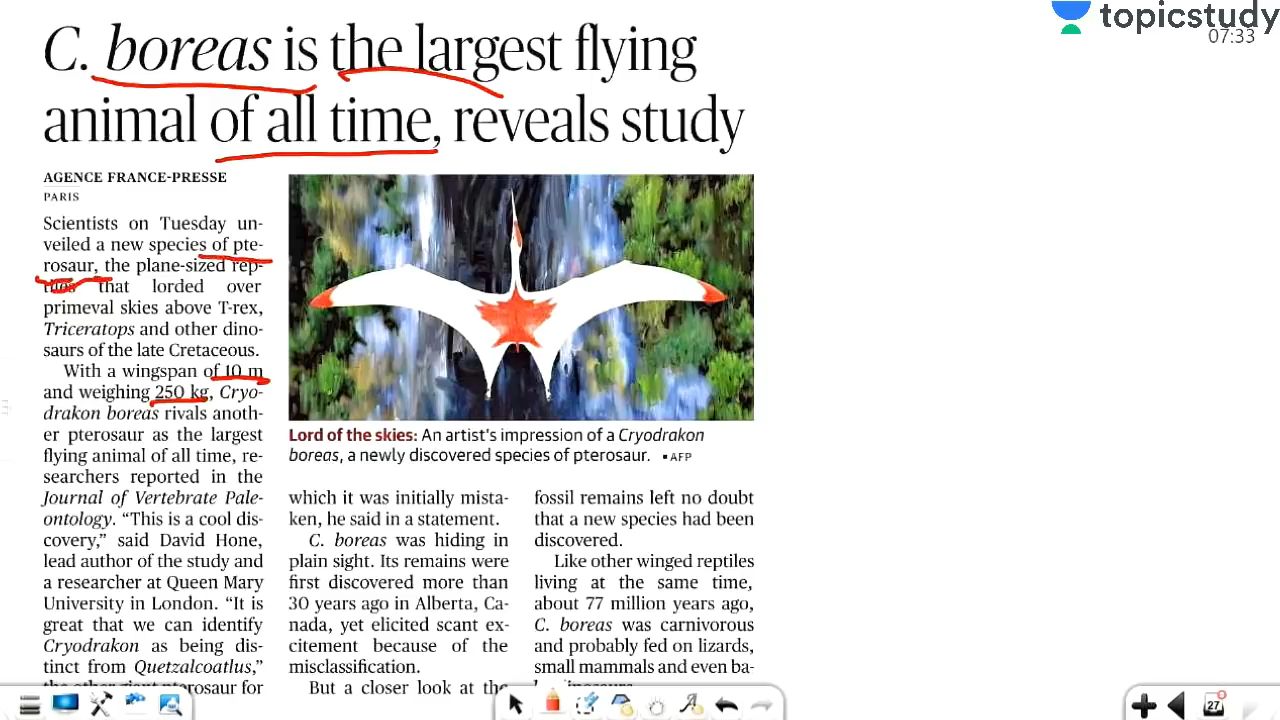 topicstudy
07:33
C. boreas is the largest flying
animal of all time, reveals study
AGENCE FRANCE-PRESSE
PARIS
Scientists on Tuesday un-
veiled a new species of pte-
rosaur, the plane-sized rep-
tiles that lorded over
primeval skies above T-rex,
Triceratops and other dino-
saurs of the late Cretaceous.
With a wingspan of 10 m
and weighing 250 kg, Cryo-
drakon boreas rivals anoth-
er pterosaur as the largest
flying animal of all time, re-
searchers reported in the
Journal of Vertebrate Pale-
ontology. “This is a cool dis-
covery,” said David Hone,
lead author of the study and
a researcher at Queen Mary
University in London. “It is
great that we can identify
Cryodrakon as being dis-
tinct from Quetzalcoatlus,”
the other giant pterosaur for
Lord of the skies: An artist's impression of a Cryodrakon
boreas, a newly discovered species of pterosaur. ▪ AFP
which it was initially mista-
ken, he said in a statement.
C. boreas was hiding in
plain sight. Its remains were
first discovered more than
30 years ago in Alberta, Ca-
nada, yet elicited scant ex-
citement because of the
misclassification.
But a closer look at the
fossil remains left no doubt
that a new species had been
discovered.
Like other winged reptiles
living at the same time,
about 77 million years ago,
C. boreas was carnivorous
and probably fed on lizards,
small mammals and even ba-
27